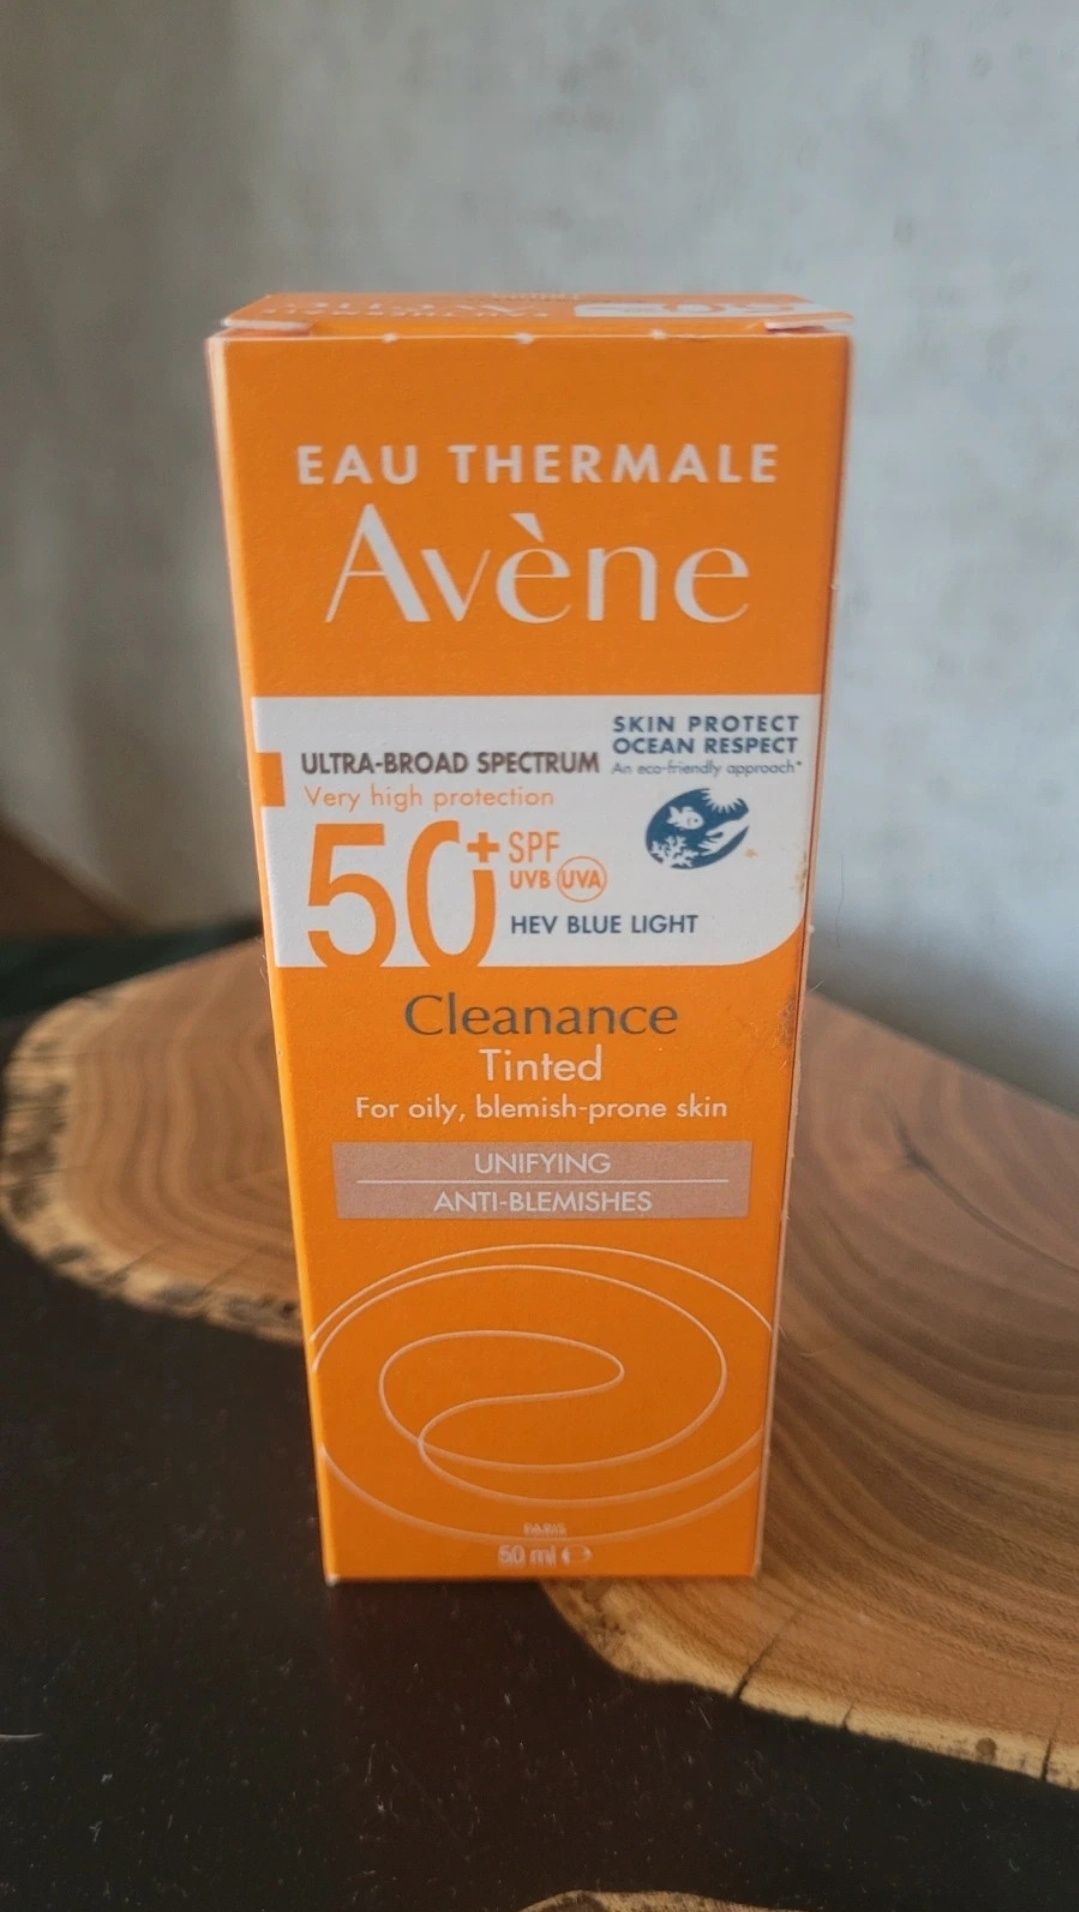 EAU THERMALE
Avène
SKIN PROTECT
OCEAN RESPECT
An eco-friendly approach*
ULTRA-BROAD SPECTRUM
Very high protection
50+ SPF
UVB UVA
HEV BLUE LIGHT
Cleanance
Tinted
For oily, blemish-prone skin
UNIFYING
ANTI-BLEMISHES
PARIS
50 ml e